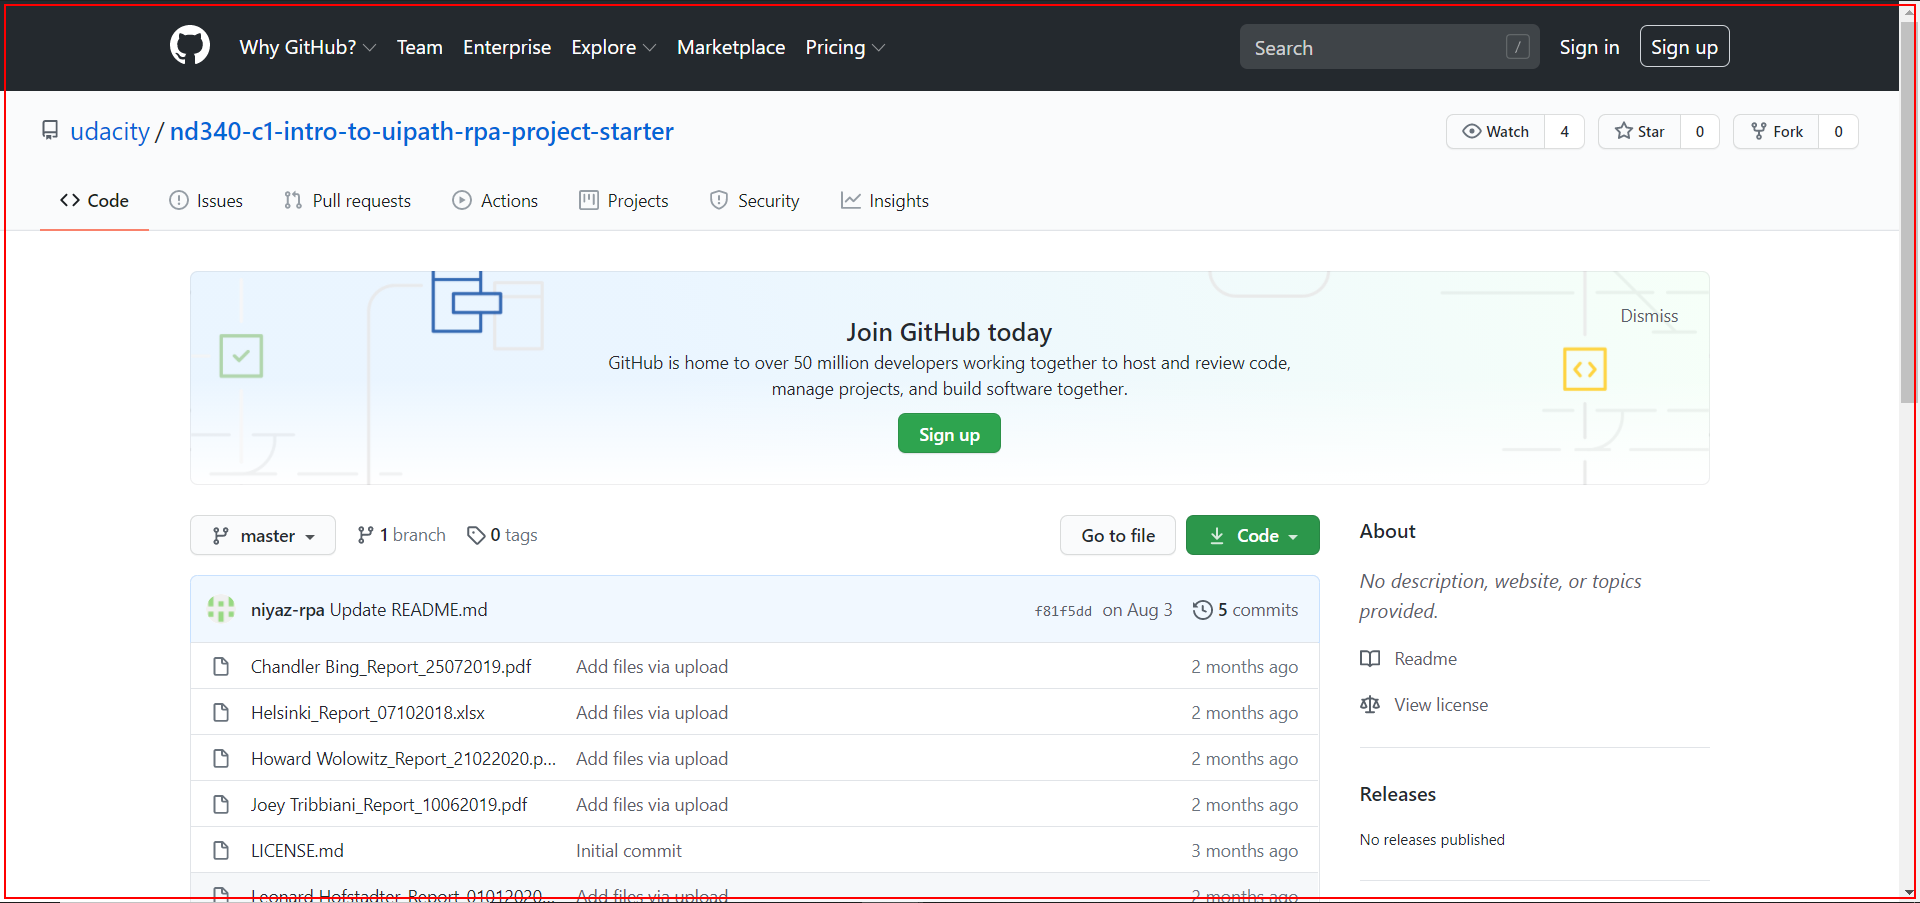 Why GitHub? Team Enterprise Explore Marketplace Pricing Search / Sign in Sign up
udacity / nd340-c1-intro-to-uipath-rpa-project-starter Watch 4 Star 0 Fork 0
Code Issues Pull requests Actions Projects Security Insights
Dismiss
Join GitHub today
GitHub is home to over 50 million developers working together to host and review code,
manage projects, and build software together.
Sign up
master 1 branch 0 tags Go to file Code
niyaz-rpa Update README.md f81f5dd on Aug 3 5 commits
Chandler Bing_Report_25072019.pdf Add files via upload 2 months ago
Helsinki_Report_07102018.xlsx Add files via upload 2 months ago
Howard Wolowitz_Report_21022020.p... Add files via upload 2 months ago
Joey Tribbiani_Report_10062019.pdf Add files via upload 2 months ago
LICENSE.md Initial commit 3 months ago
Leonard Hofstadter_Report_01012020... Add files via upload 2 months ago
About
No description, website, or topics
provided.
Readme
View license
Releases
No releases published